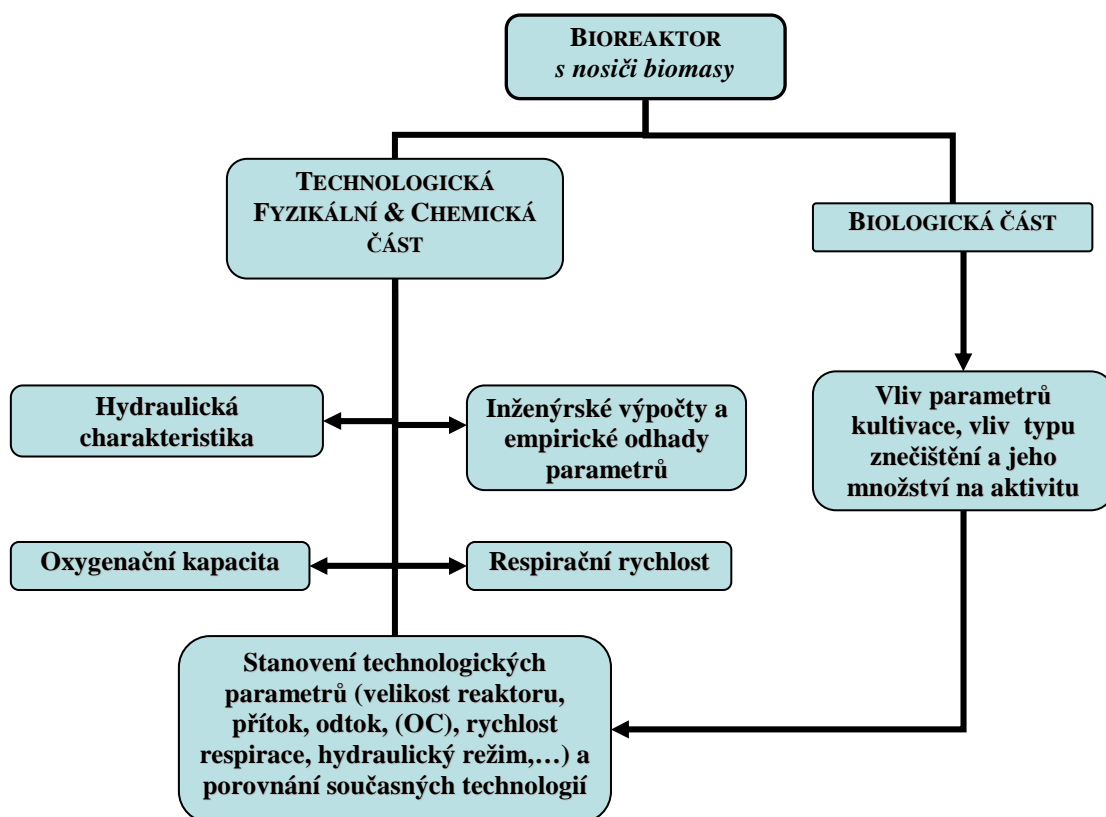 BIOREAKTOR
s nosiči biomasy
TECHNOLOGICKÁ
FYZIKÁLNÍ & CHEMICKÁ
ČÁST
BIOLOGICKÁ ČÁST
Hydraulická
charakteristika
Inženýrské výpočty a
empirické odhady
parametrů
Vliv parametrů
kultivace, vliv typu
znečištění a jeho
množství na aktivitu
Oxygenační kapacita
Respirační rychlost
Stanovení technologických
parametrů (velikost reaktoru,
přítok, odtok, (OC), rychlost
respirace, hydraulický režim,…) a
porovnání současných technologií